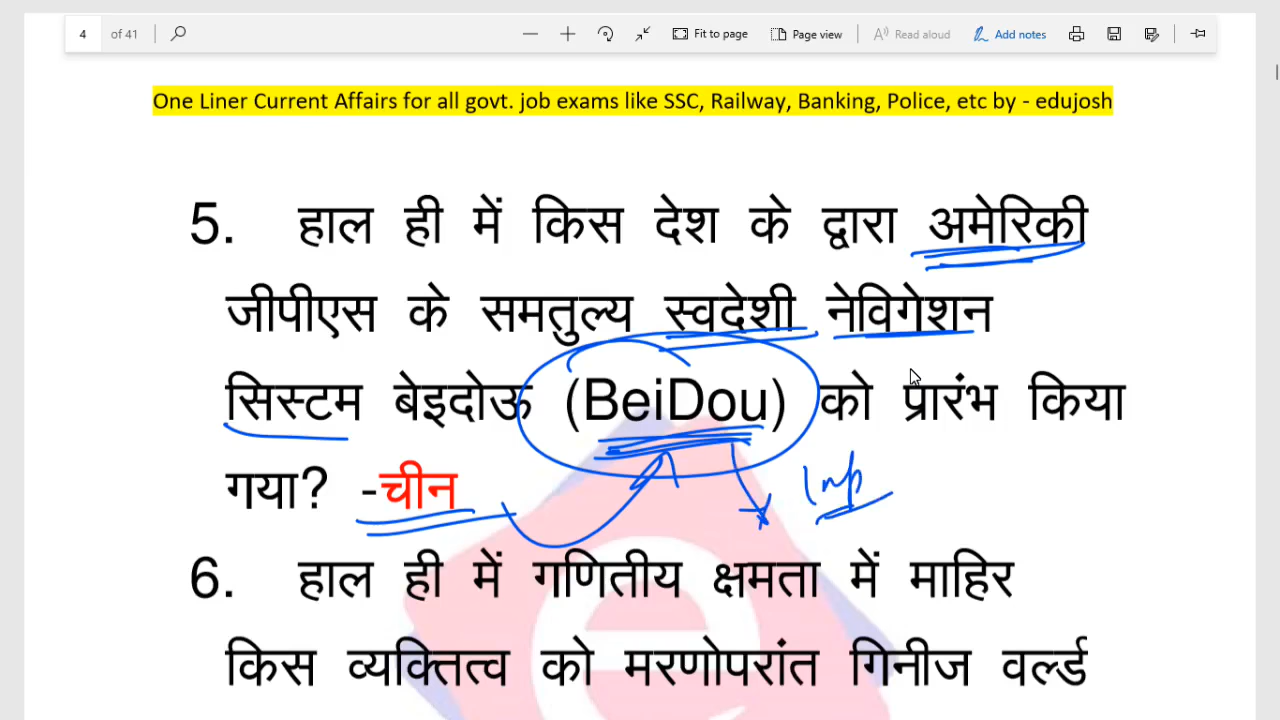 4 of 41 Fit to page Page view Read aloud Add notes
One Liner Current Affairs for all govt. job exams like SSC, Railway, Banking, Police, etc by - edujosh
5. हाल ही में किस देश के द्वारा अमेरिकी
जीपीएस के समतुल्य स्वदेशी नेविगेशन
सिस्टम बेइदोऊ (BeiDou) को प्रारंभ किया
गया? -चीन
Imp
6. हाल ही में गणितीय क्षमता में माहिर
किस व्यक्तित्व को मरणोपरांत गिनीज वर्ल्ड
e